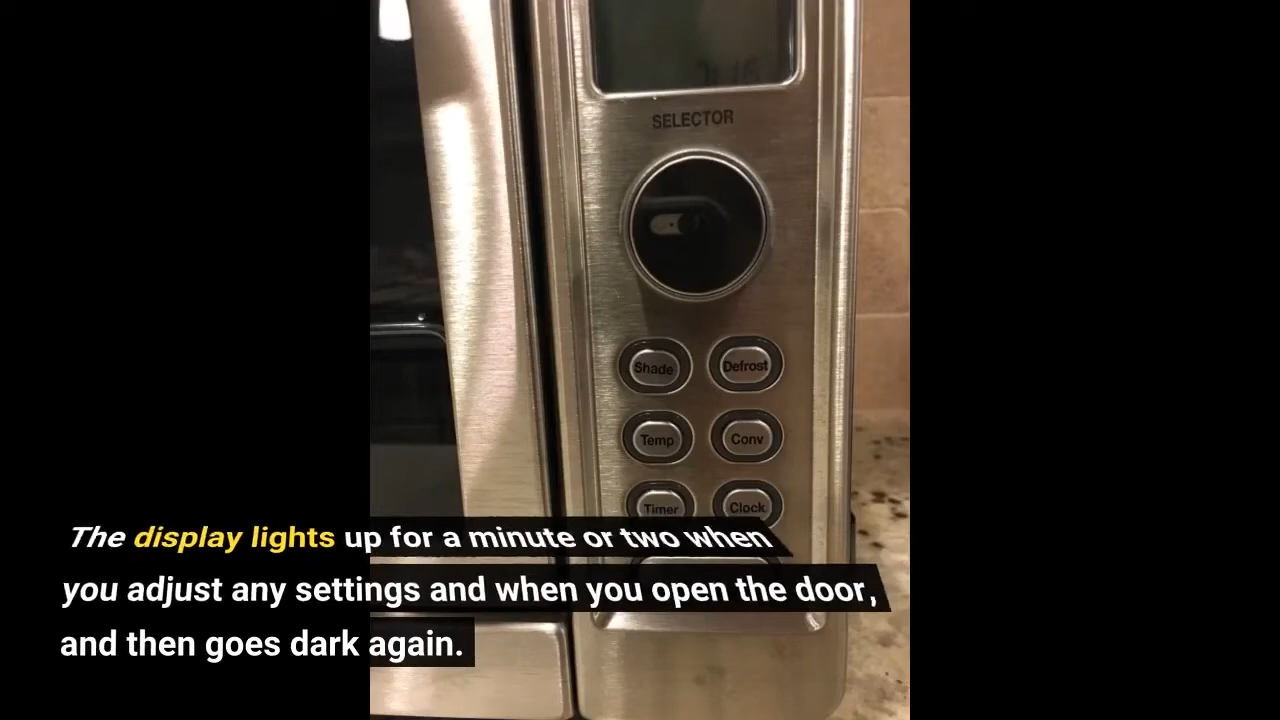 SELECTOR
Shade
Defrost
Temp
Conv
Timer
Clock
The display lights up for a minute or two when
you adjust any settings and when you open the door,
and then goes dark again.